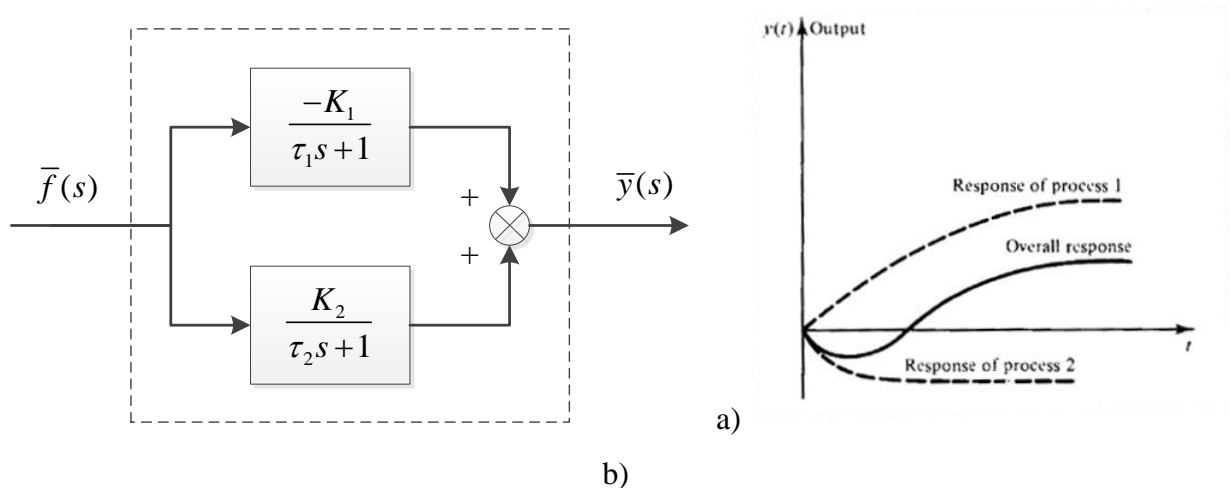 f̅(s)
-K₁
τ₁s+1
+
+
y̅(s)
K₂
τ₂s+1
a)
y(t) Output
Response of process 1
Overall response
t
Response of process 2
b)